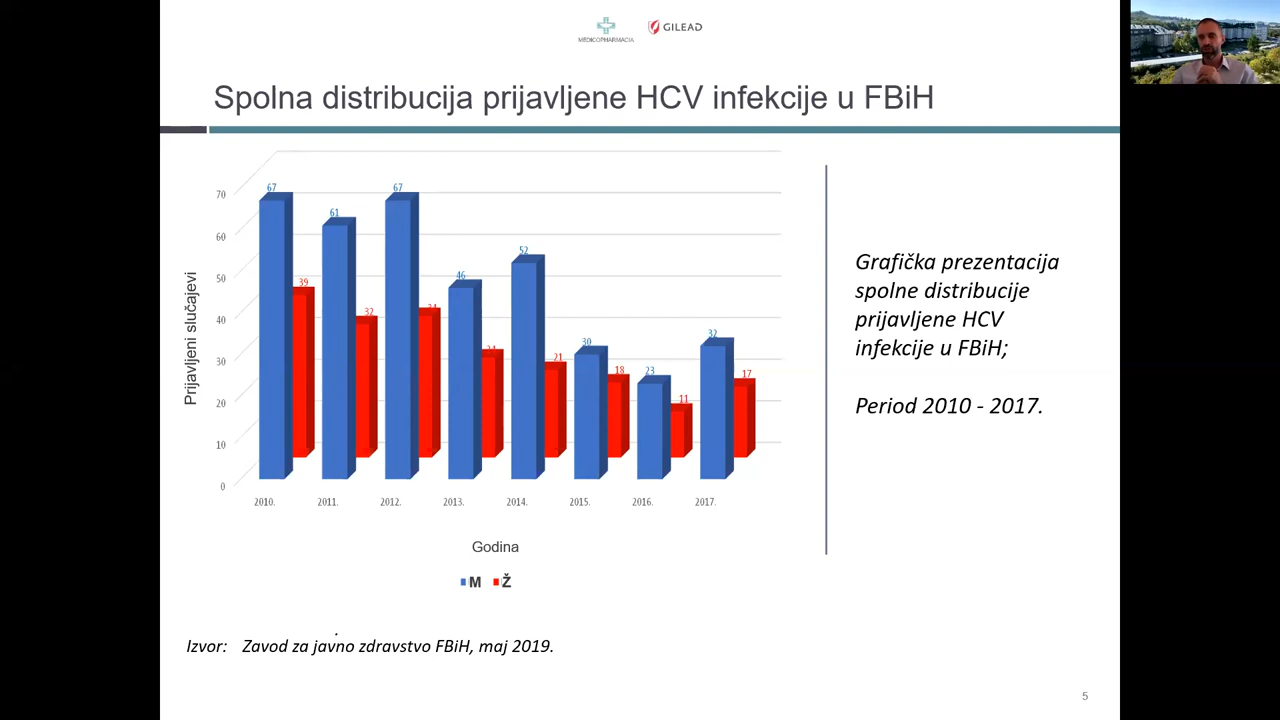 MEDICOPHARMACIA
GILEAD
Spolna distribucija prijavljene HCV infekcije u FBiH
Prijavljeni slučajevi
70
60
50
40
30
20
10
0
67
39
61
32
67
34
46
24
52
21
30
18
23
11
32
17
2010.
2011.
2012.
2013.
2014.
2015.
2016.
2017.
Godina
M
Ž
Grafička prezentacija
spolne distribucije
prijavljene HCV
infekcije u FBiH;
Period 2010 - 2017.
Izvor: Zavod za javno zdravstvo FBiH, maj 2019.
5